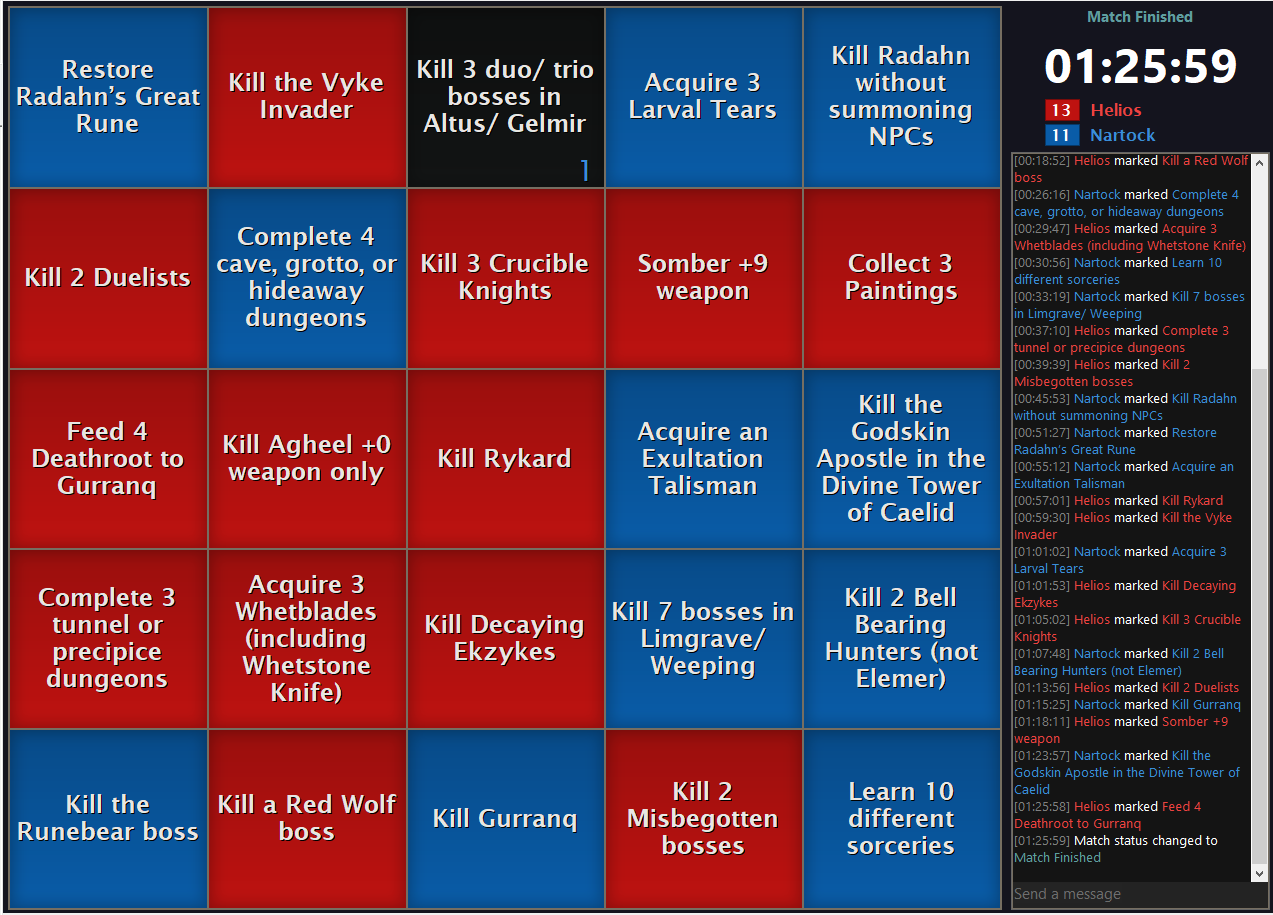 Restore
Radahn’s Great
Rune
Kill the Vyke
Invader
Kill 3 duo/ trio
bosses in
Altus/ Gelmir
1
Acquire 3
Larval Tears
Kill Radahn
without
summoning
NPCs
Kill 2 Duelists
Complete 4
cave, grotto, or
hideaway
dungeons
Kill 3 Crucible
Knights
Somber +9
weapon
Collect 3
Paintings
Feed 4
Deathroot to
Gurranq
Kill Agheel +0
weapon only
Kill Rykard
Acquire an
Exultation
Talisman
Kill the
Godskin
Apostle in the
Divine Tower
of Caelid
Complete 3
tunnel or
precipice
dungeons
Acquire 3
Whetblades
(including
Whetstone
Knife)
Kill Decaying
Ekzykes
Kill 7 bosses in
Limgrave/
Weeping
Kill 2 Bell
Bearing
Hunters (not
Elemer)
Kill the
Runebear boss
Kill a Red Wolf
boss
Kill Gurranq
Kill 2
Misbegotten
bosses
Learn 10
different
sorceries
Match Finished
01:25:59
13 Helios
11 Nartock
[00:18:52] Helios marked Kill a Red Wolf
boss
[00:26:16] Nartock marked Complete 4
cave, grotto, or hideaway dungeons
[00:29:47] Helios marked Acquire 3
Whetblades (including Whetstone Knife)
[00:30:56] Nartock marked Learn 10
different sorceries
[00:33:19] Nartock marked Kill 7 bosses
in Limgrave/ Weeping
[00:37:10] Helios marked Complete 3
tunnel or precipice dungeons
[00:39:39] Helios marked Kill 2
Misbegotten bosses
[00:45:53] Nartock marked Kill Radahn
without summoning NPCs
[00:51:27] Nartock marked Restore
Radahn's Great Rune
[00:55:12] Nartock marked Acquire an
Exultation Talisman
[00:57:01] Helios marked Kill Rykard
[00:59:30] Helios marked Kill the Vyke
Invader
[01:01:02] Nartock marked Acquire 3
Larval Tears
[01:01:53] Helios marked Kill Decaying
Ekzykes
[01:05:02] Helios marked Kill 3 Crucible
Knights
[01:07:48] Nartock marked Kill 2 Bell
Bearing Hunters (not Elemer)
[01:13:56] Helios marked Kill 2 Duelists
[01:15:25] Nartock marked Kill Gurranq
[01:18:11] Helios marked Somber +9
weapon
[01:23:57] Nartock marked Kill the
Godskin Apostle in the Divine Tower of
Caelid
[01:25:58] Helios marked Feed 4
Deathroot to Gurranq
[01:25:59] Match status changed to
Match Finished
Send a message